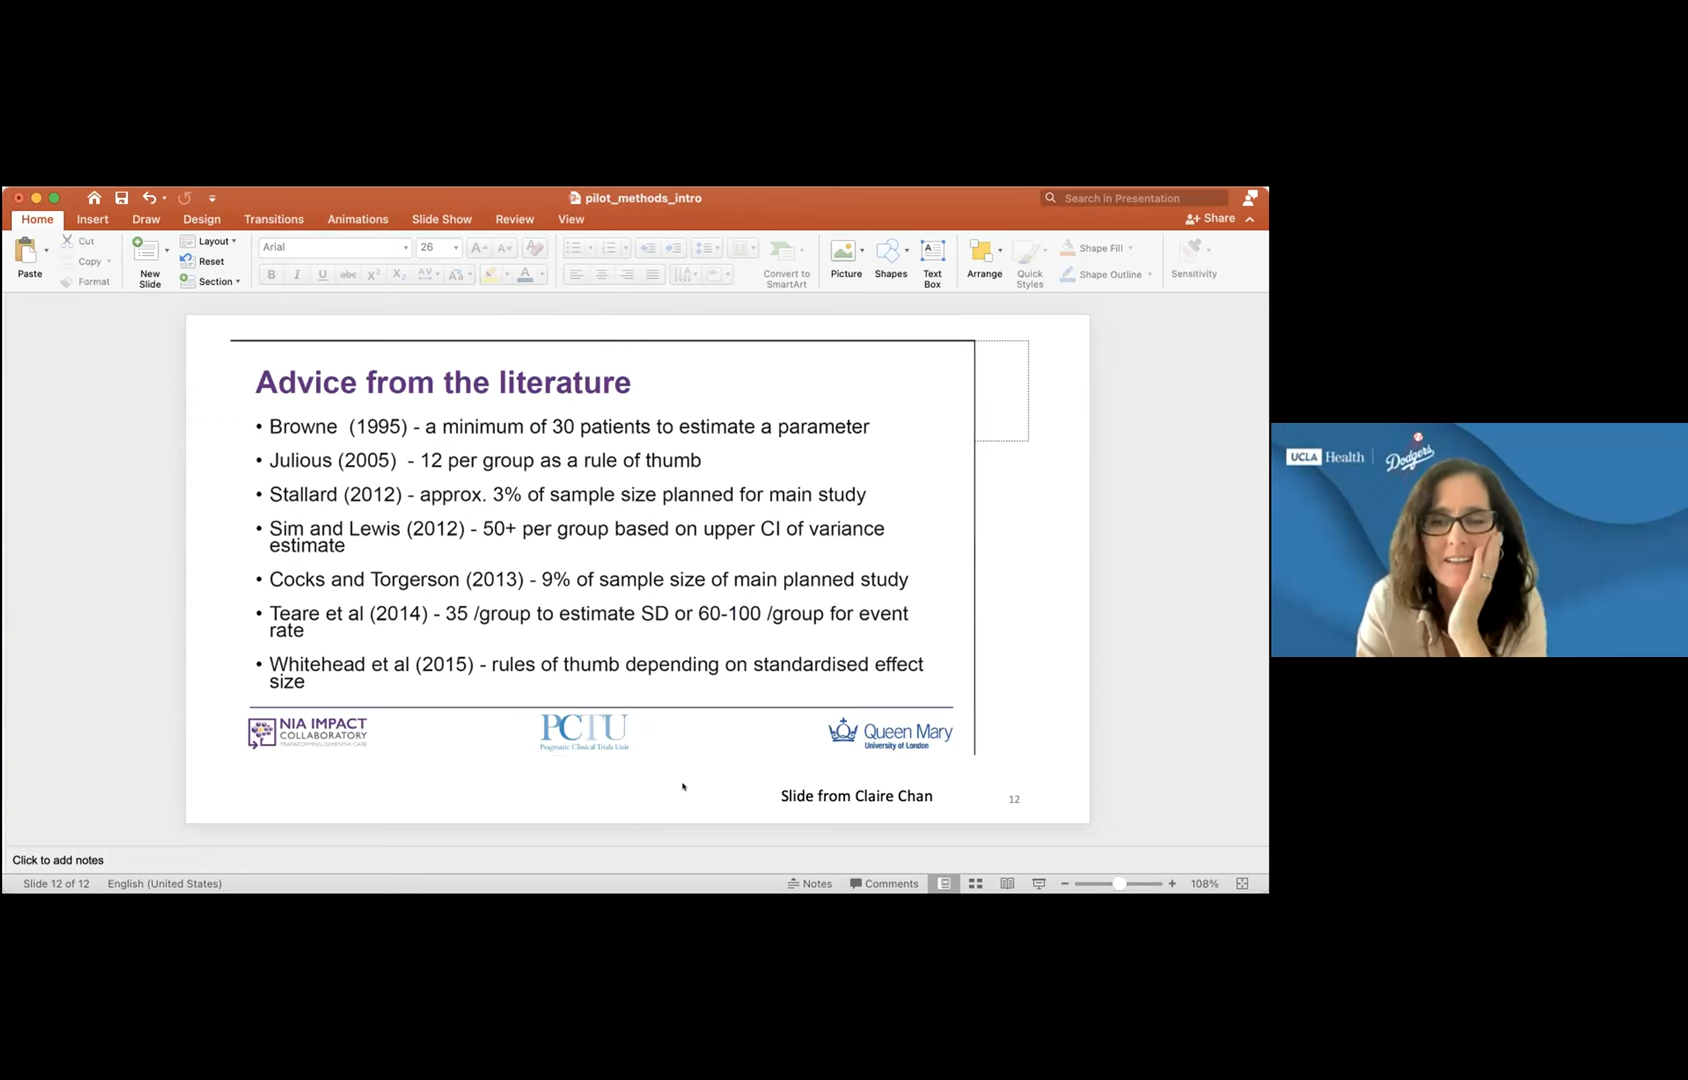 pilot_methods_intro
Search in Presentation
Home Insert Draw Design Transitions Animations Slide Show Review View
Share
Paste
Cut
Copy
Format
New
Slide
Layout
Reset
Section
Arial
26
Convert to
SmartArt
Picture
Shapes
Text
Box
Arrange
Quick
Styles
Shape Fill
Shape Outline
Sensitivity
Advice from the literature
• Browne (1995) - a minimum of 30 patients to estimate a parameter
• Julious (2005) - 12 per group as a rule of thumb
• Stallard (2012) - approx. 3% of sample size planned for main study
• Sim and Lewis (2012) - 50+ per group based on upper CI of variance
estimate
• Cocks and Torgerson (2013) - 9% of sample size of main planned study
• Teare et al (2014) - 35 /group to estimate SD or 60-100 /group for event
rate
• Whitehead et al (2015) - rules of thumb depending on standardised effect
size
NIA IMPACT
COLLABORATORY
TRANSFORMING DEMENTIA CARE
PCTU
Pragmatic Clinical Trials Unit
Queen Mary
University of London
Slide from Claire Chan
12
Click to add notes
Slide 12 of 12 English (United States)
Notes Comments
108%
UCLA Health
Dodgers